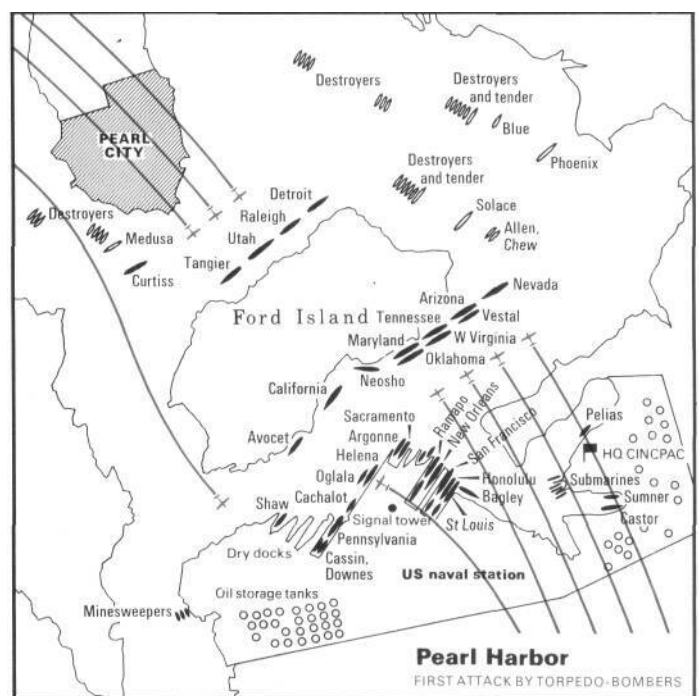 Destroyers
Destroyers
and tender
Blue
Phoenix
PEARL
CITY
Destroyers
and tender
Detroit
Raleigh
Solace
Utah
Allen,
Chew
Destroyers
Medusa
Tangier
Curtiss
Nevada
Arizona
Ford Island
Tennessee
Vestal
Maryland
W Virginia
Oklahoma
Neosho
California
Sacramento
Ramapo
New Orleans
San Francisco
Pelias
Avocet
Argonne
HQ CINCPAC
Helena
Oglala
Honolulu
Submarines
Cachalot
Bagley
Sumner
Shaw
Signal tower
St Louis
Castor
Pennsylvania
Dry docks
Cassin,
Downes
US naval station
Oil storage tanks
Minesweepers
Pearl Harbor
FIRST ATTACK BY TORPEDO-BOMBERS